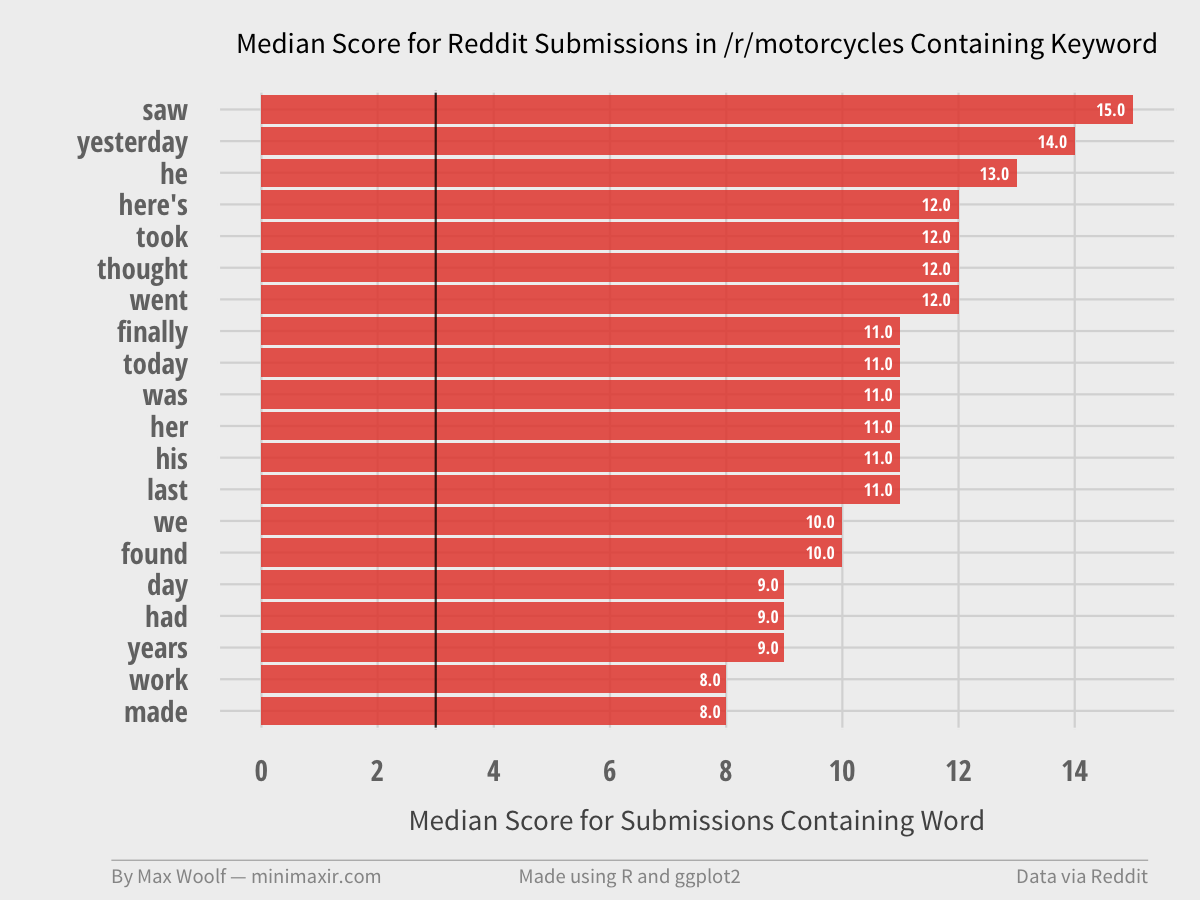 Median Score for Reddit Submissions in /r/motorcycles Containing Keyword
saw 15.0
yesterday 14.0
he 13.0
here's 12.0
took 12.0
thought 12.0
went 12.0
finally 11.0
today 11.0
was 11.0
her 11.0
his 11.0
last 11.0
we 10.0
found 10.0
day 9.0
had 9.0
years 9.0
work 8.0
made 8.0
0 2 4 6 8 10 12 14
Median Score for Submissions Containing Word
By Max Woolf — minimaxir.com Made using R and ggplot2 Data via Reddit